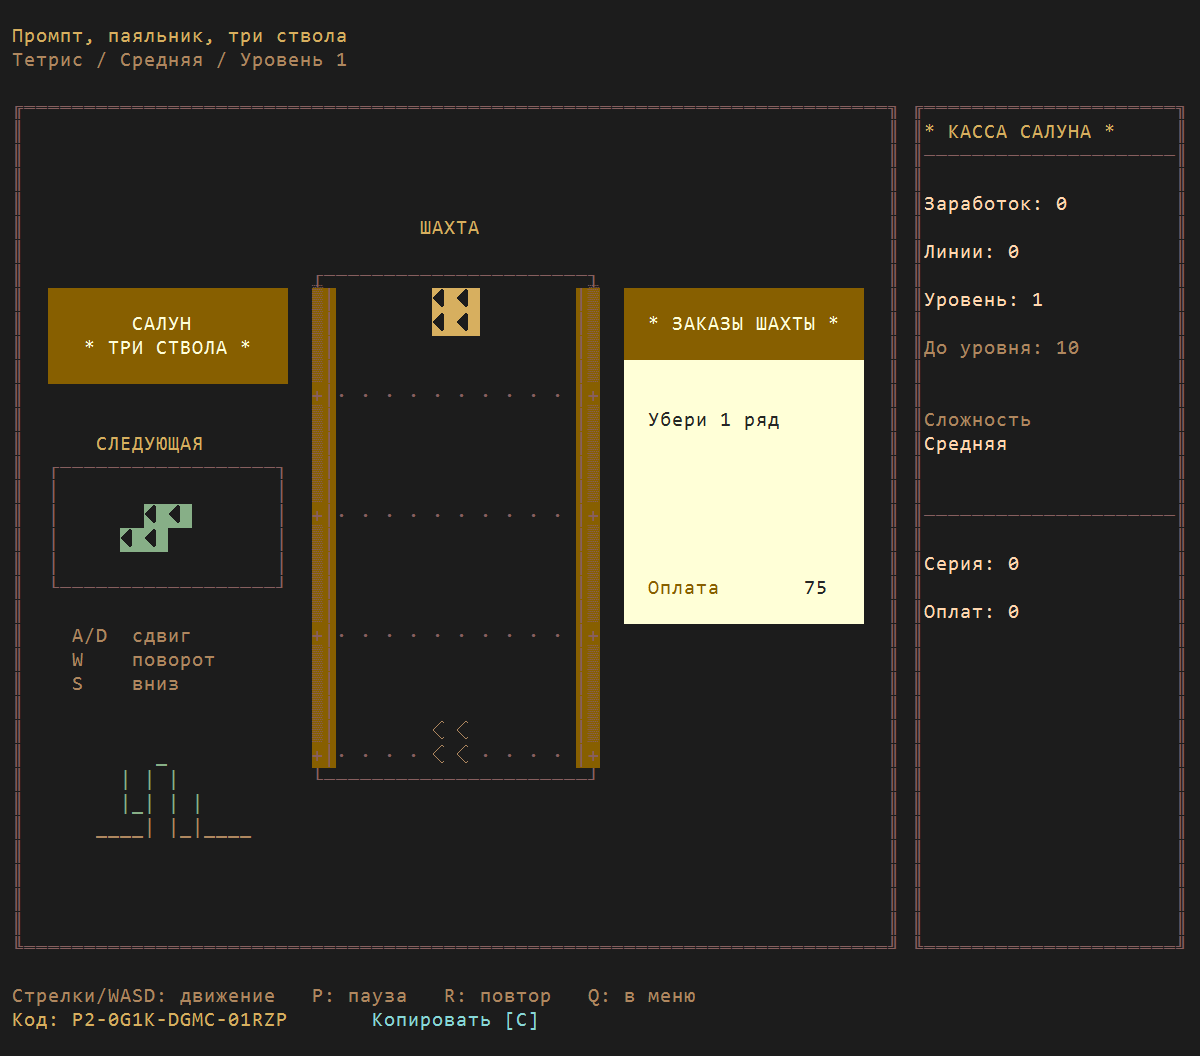 Промпт, паяльник, три ствола
Тетрис / Средняя / Уровень 1
* КАССА САЛУНА *
Заработок: 0
Линии: 0
Уровень: 1
До уровня: 10
Сложность
Средняя
Серия: 0
Оплат: 0
ШАХТА
САЛУН
* ТРИ СТВОЛА *
СЛЕДУЮЩАЯ
A/D сдвиг
W поворот
S вниз
* ЗАКАЗЫ ШАХТЫ *
Убери 1 ряд
Оплата 75
Стрелки/WASD: движение P: пауза R: повтор Q: в меню
Код: P2-0G1K-DGMC-01RZP Копировать [C]